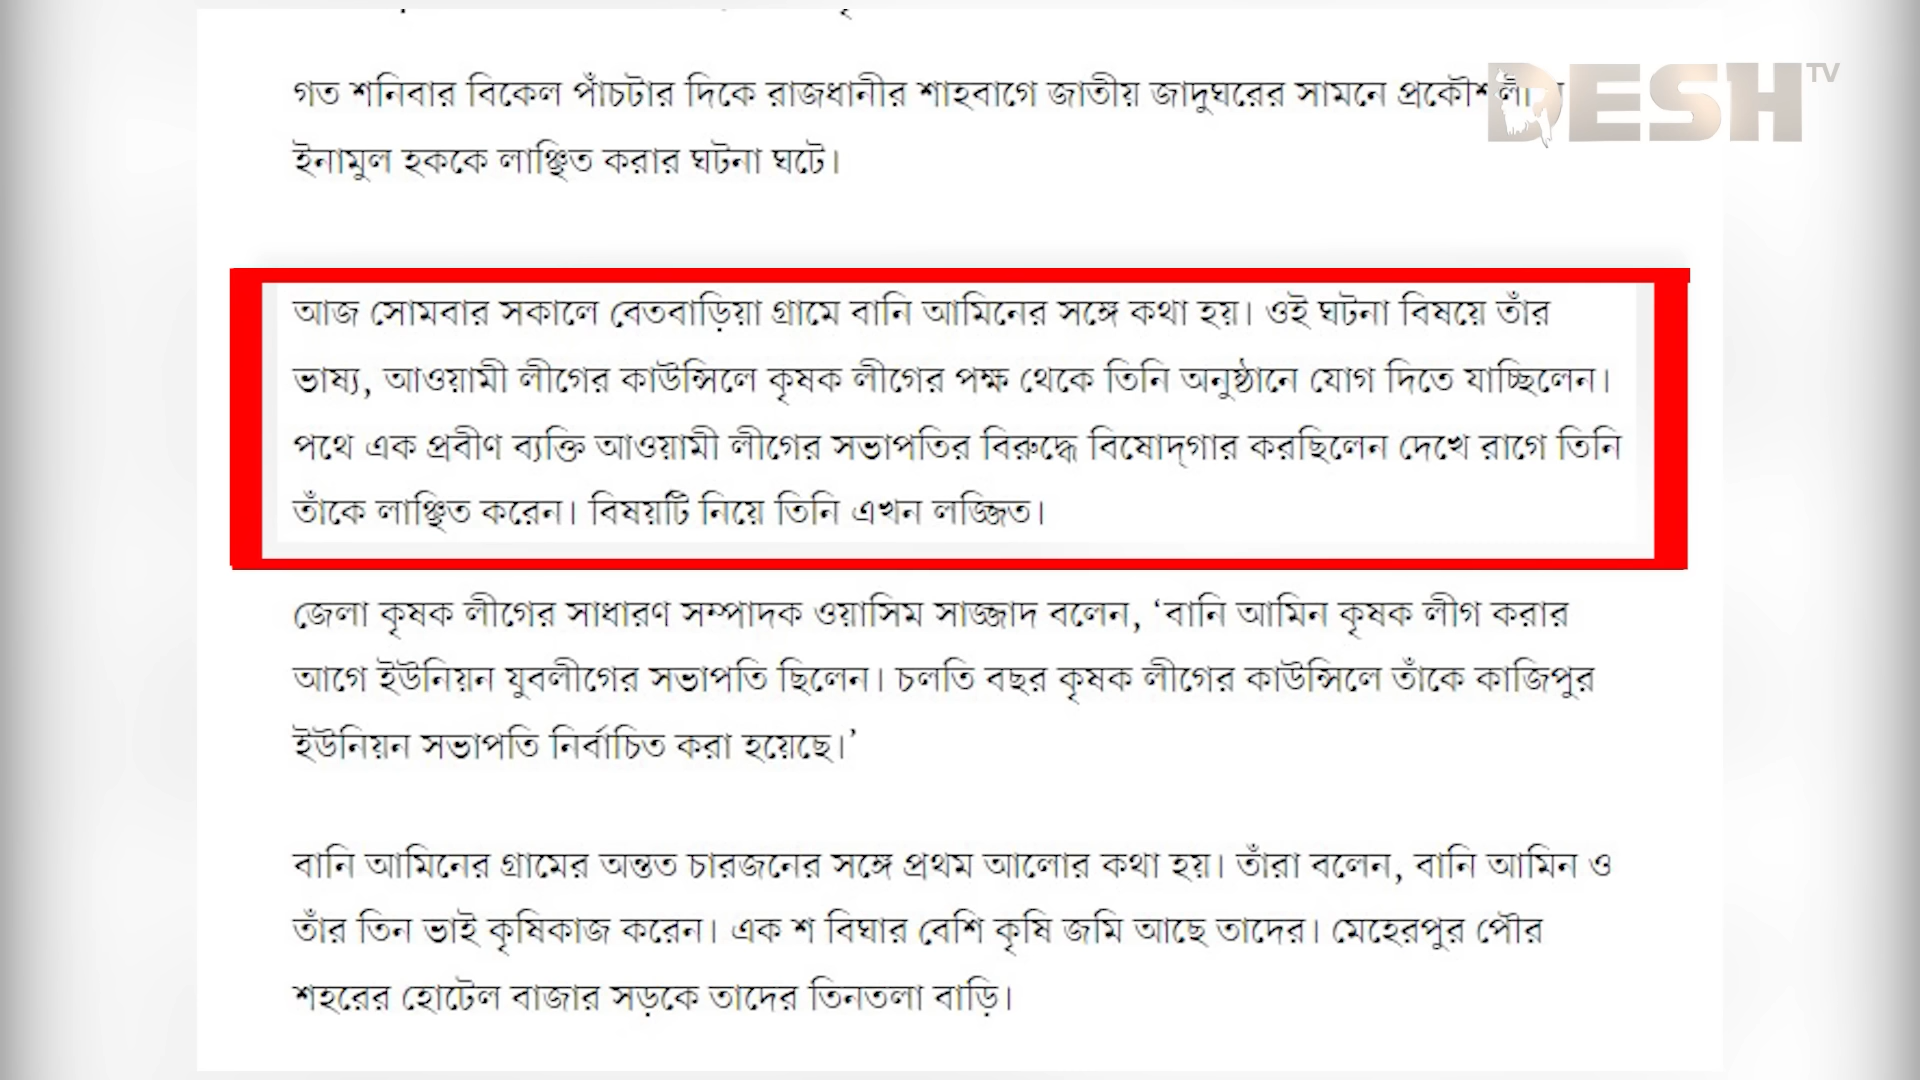 গত শনিবার বিকেল পাঁচটার দিকে রাজধানীর শাহবাগে জাতীয় জাদুঘরের সামনে
ইনামুল হককে লাঞ্ছিত করার ঘটনা ঘটে।
আজ সোমবার সকালে বেতবাড়িয়া গ্রামে বানি আমিনের সঙ্গে কথা হয়। ওই ঘটনা বিষয়ে তাঁর
ভাষ্য, আওয়ামী লীগের কাউন্সিলে কৃষক লীগের পক্ষ থেকে তিনি অনুষ্ঠানে যোগ দিতে যাচ্ছিলেন।
পথে এক প্রবীণ ব্যক্তি আওয়ামী লীগের সভাপতির বিরুদ্ধে বিষোদ্‌গার করছিলেন দেখে রাগে তিনি
তাঁকে লাঞ্ছিত করেন। বিষয়টি নিয়ে তিনি এখন লজ্জিত।
জেলা কৃষক লীগের সাধারণ সম্পাদক ওয়াসিম সাজ্জাদ বলেন, ‘বানি আমিন কৃষক লীগ করার
আগে ইউনিয়ন যুবলীগের সভাপতি ছিলেন। চলতি বছর কৃষক লীগের কাউন্সিলে তাঁকে কাজিপুর
ইউনিয়ন সভাপতি নির্বাচিত করা হয়েছে।’
বানি আমিনের গ্রামের অন্তত চারজনের সঙ্গে প্রথম আলোর কথা হয়। তাঁরা বলেন, বানি আমিন ও
তাঁর তিন ভাই কৃষিকাজ করেন। এক শ বিঘার বেশি কৃষি জমি আছে তাদের। মেহেরপুর পৌর
শহরের হোটেল বাজার সড়কে তাদের তিনতলা বাড়ি।
DESH TV